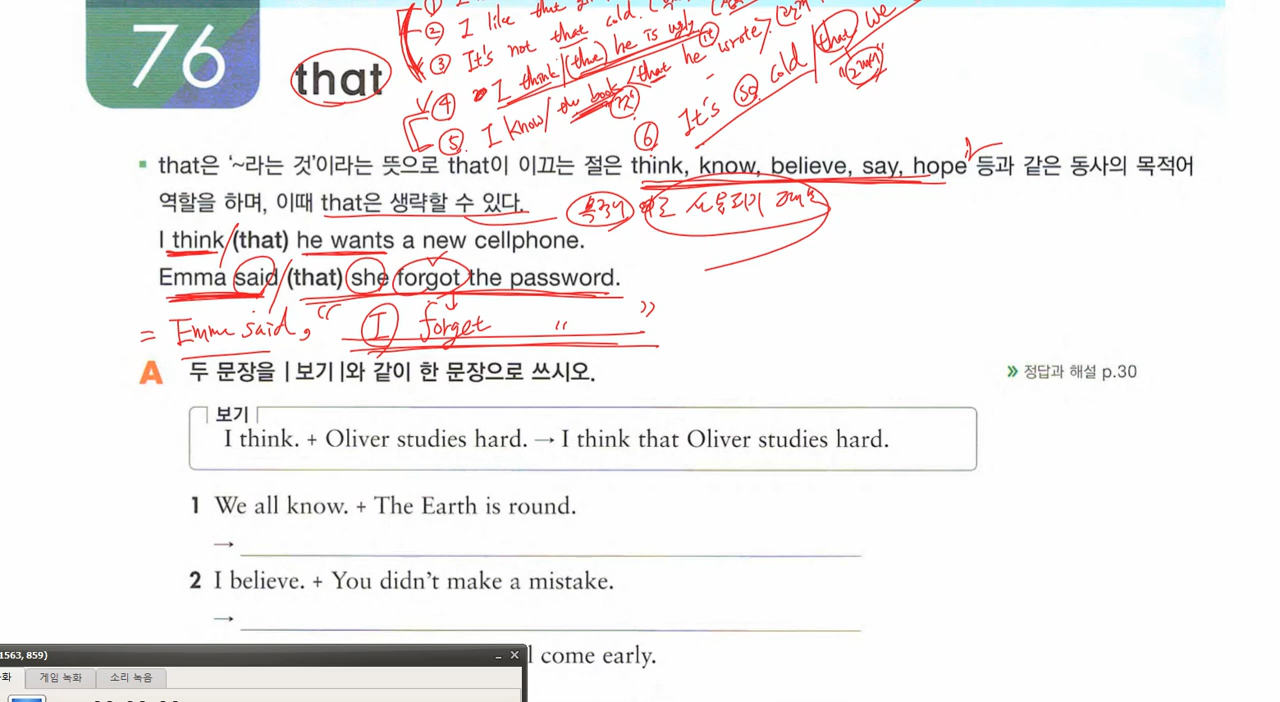 ① I
② I like that
③ It's not that cold.
76
that
④ I think (that) he is ugly
⑤ I know / the book that he wrote
⑥ It's so cold that we
that은 '~라는 것'이라는 뜻으로 that이 이끄는 절은 think, know, believe, say, hope 등과 같은 동사의 목적어
역할을 하며, 이때 that은 생략할 수 있다. 목적어
I think (that) he wants a new cellphone.
Emma said (that) she forgot the password.
= Emma said, " I forget 〃 "
A 두 문장을 | 보기 |와 같이 한 문장으로 쓰시오.
» 정답과 해설 p.30
보기
I think. + Oliver studies hard. → I think that Oliver studies hard.
1 We all know. + The Earth is round.
→
2 I believe. + You didn't make a mistake.
→
1563, 859)
come early.
화 게임 녹화 소리 녹음